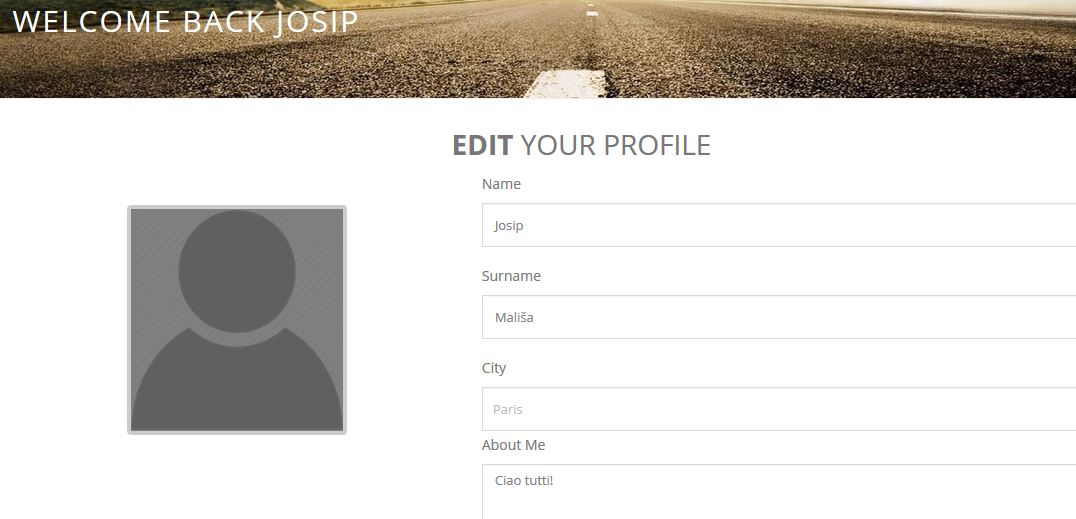 WELCOME BACK JOSIP
EDIT YOUR PROFILE
Name
Josip
Surname
Mališa
City
Paris
About Me
Ciao tutti!